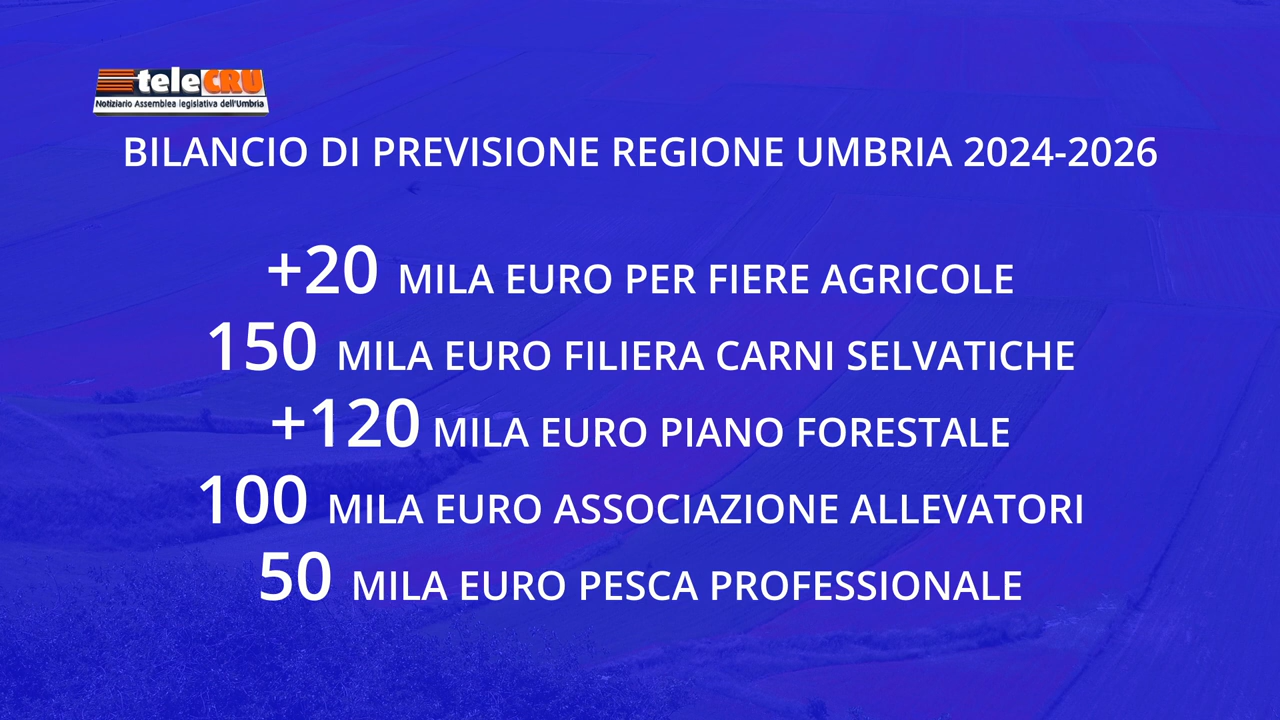 teleCRU
Notiziario Assemblea legislativa dell'Umbria
BILANCIO DI PREVISIONE REGIONE UMBRIA 2024-2026
+20 MILA EURO PER FIERE AGRICOLE
150 MILA EURO FILIERA CARNI SELVATICHE
+120 MILA EURO PIANO FORESTALE
100 MILA EURO ASSOCIAZIONE ALLEVATORI
50 MILA EURO PESCA PROFESSIONALE